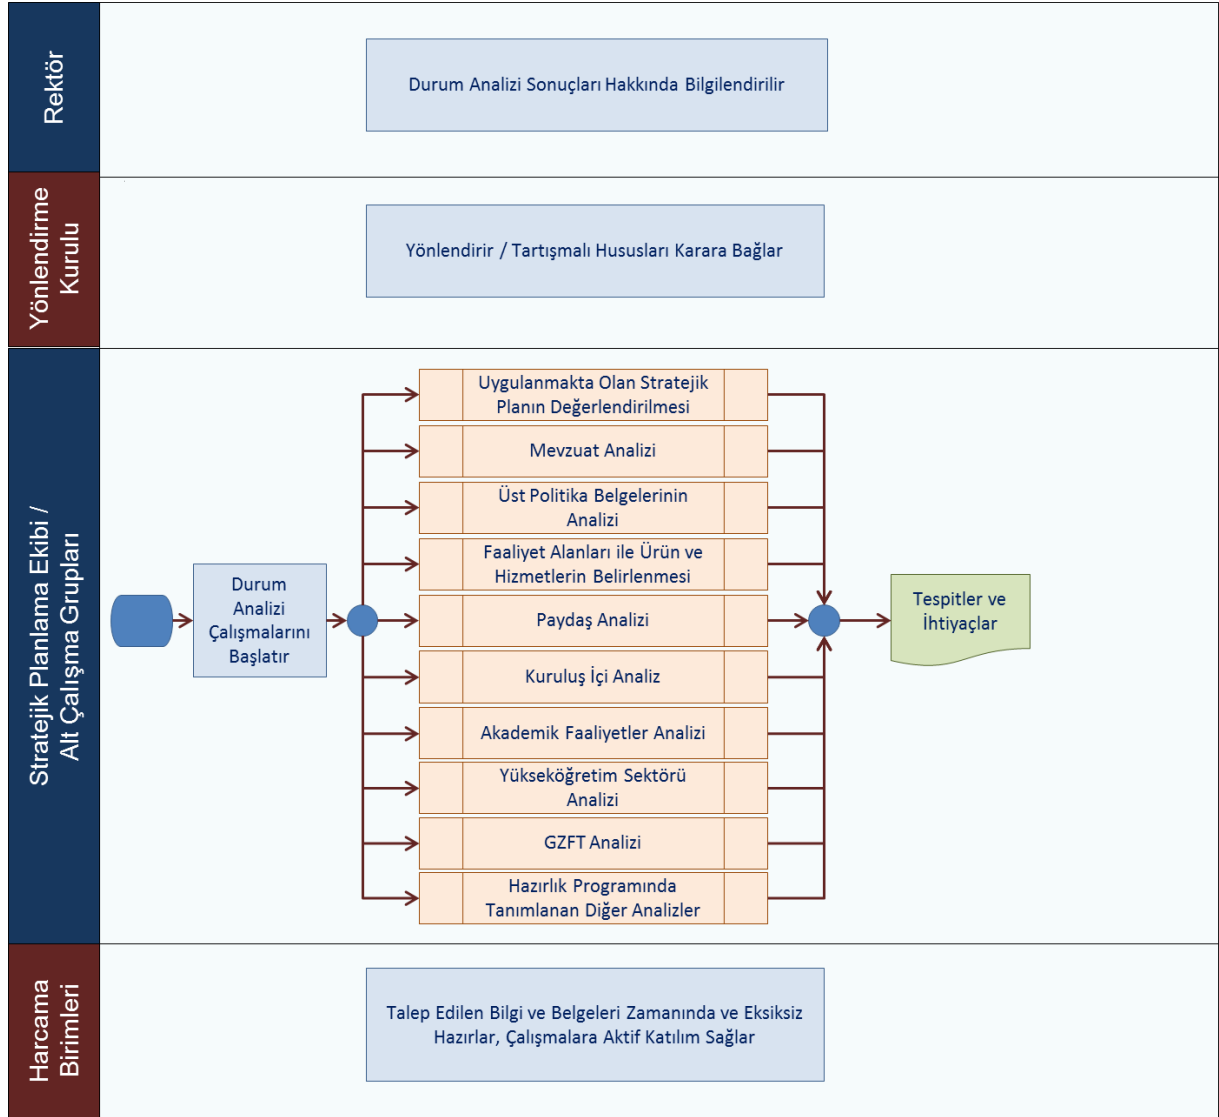 Rektör
Durum Analizi Sonuçları Hakkında Bilgilendirilir
Yönlendirme
Kurulu
Yönlendirir / Tartışmalı Hususları Karara Bağlar
Stratejik Planlama Ekibi /
Alt Çalışma Grupları
Durum
Analizi
Çalışmalarını
Başlatır
Uygulanmakta Olan Stratejik
Planın Değerlendirilmesi
Mevzuat Analizi
Üst Politika Belgelerinin
Analizi
Faaliyet Alanları ile Ürün ve
Hizmetlerin Belirlenmesi
Paydaş Analizi
Kuruluş İçi Analiz
Akademik Faaliyetler Analizi
Yükseköğretim Sektörü
Analizi
GZFT Analizi
Hazırlık Programında
Tanımlanan Diğer Analizler
Tespitler ve
İhtiyaçlar
Harcama
Birimleri
Talep Edilen Bilgi ve Belgeleri Zamanında ve Eksiksiz
Hazırlar, Çalışmalara Aktif Katılım Sağlar